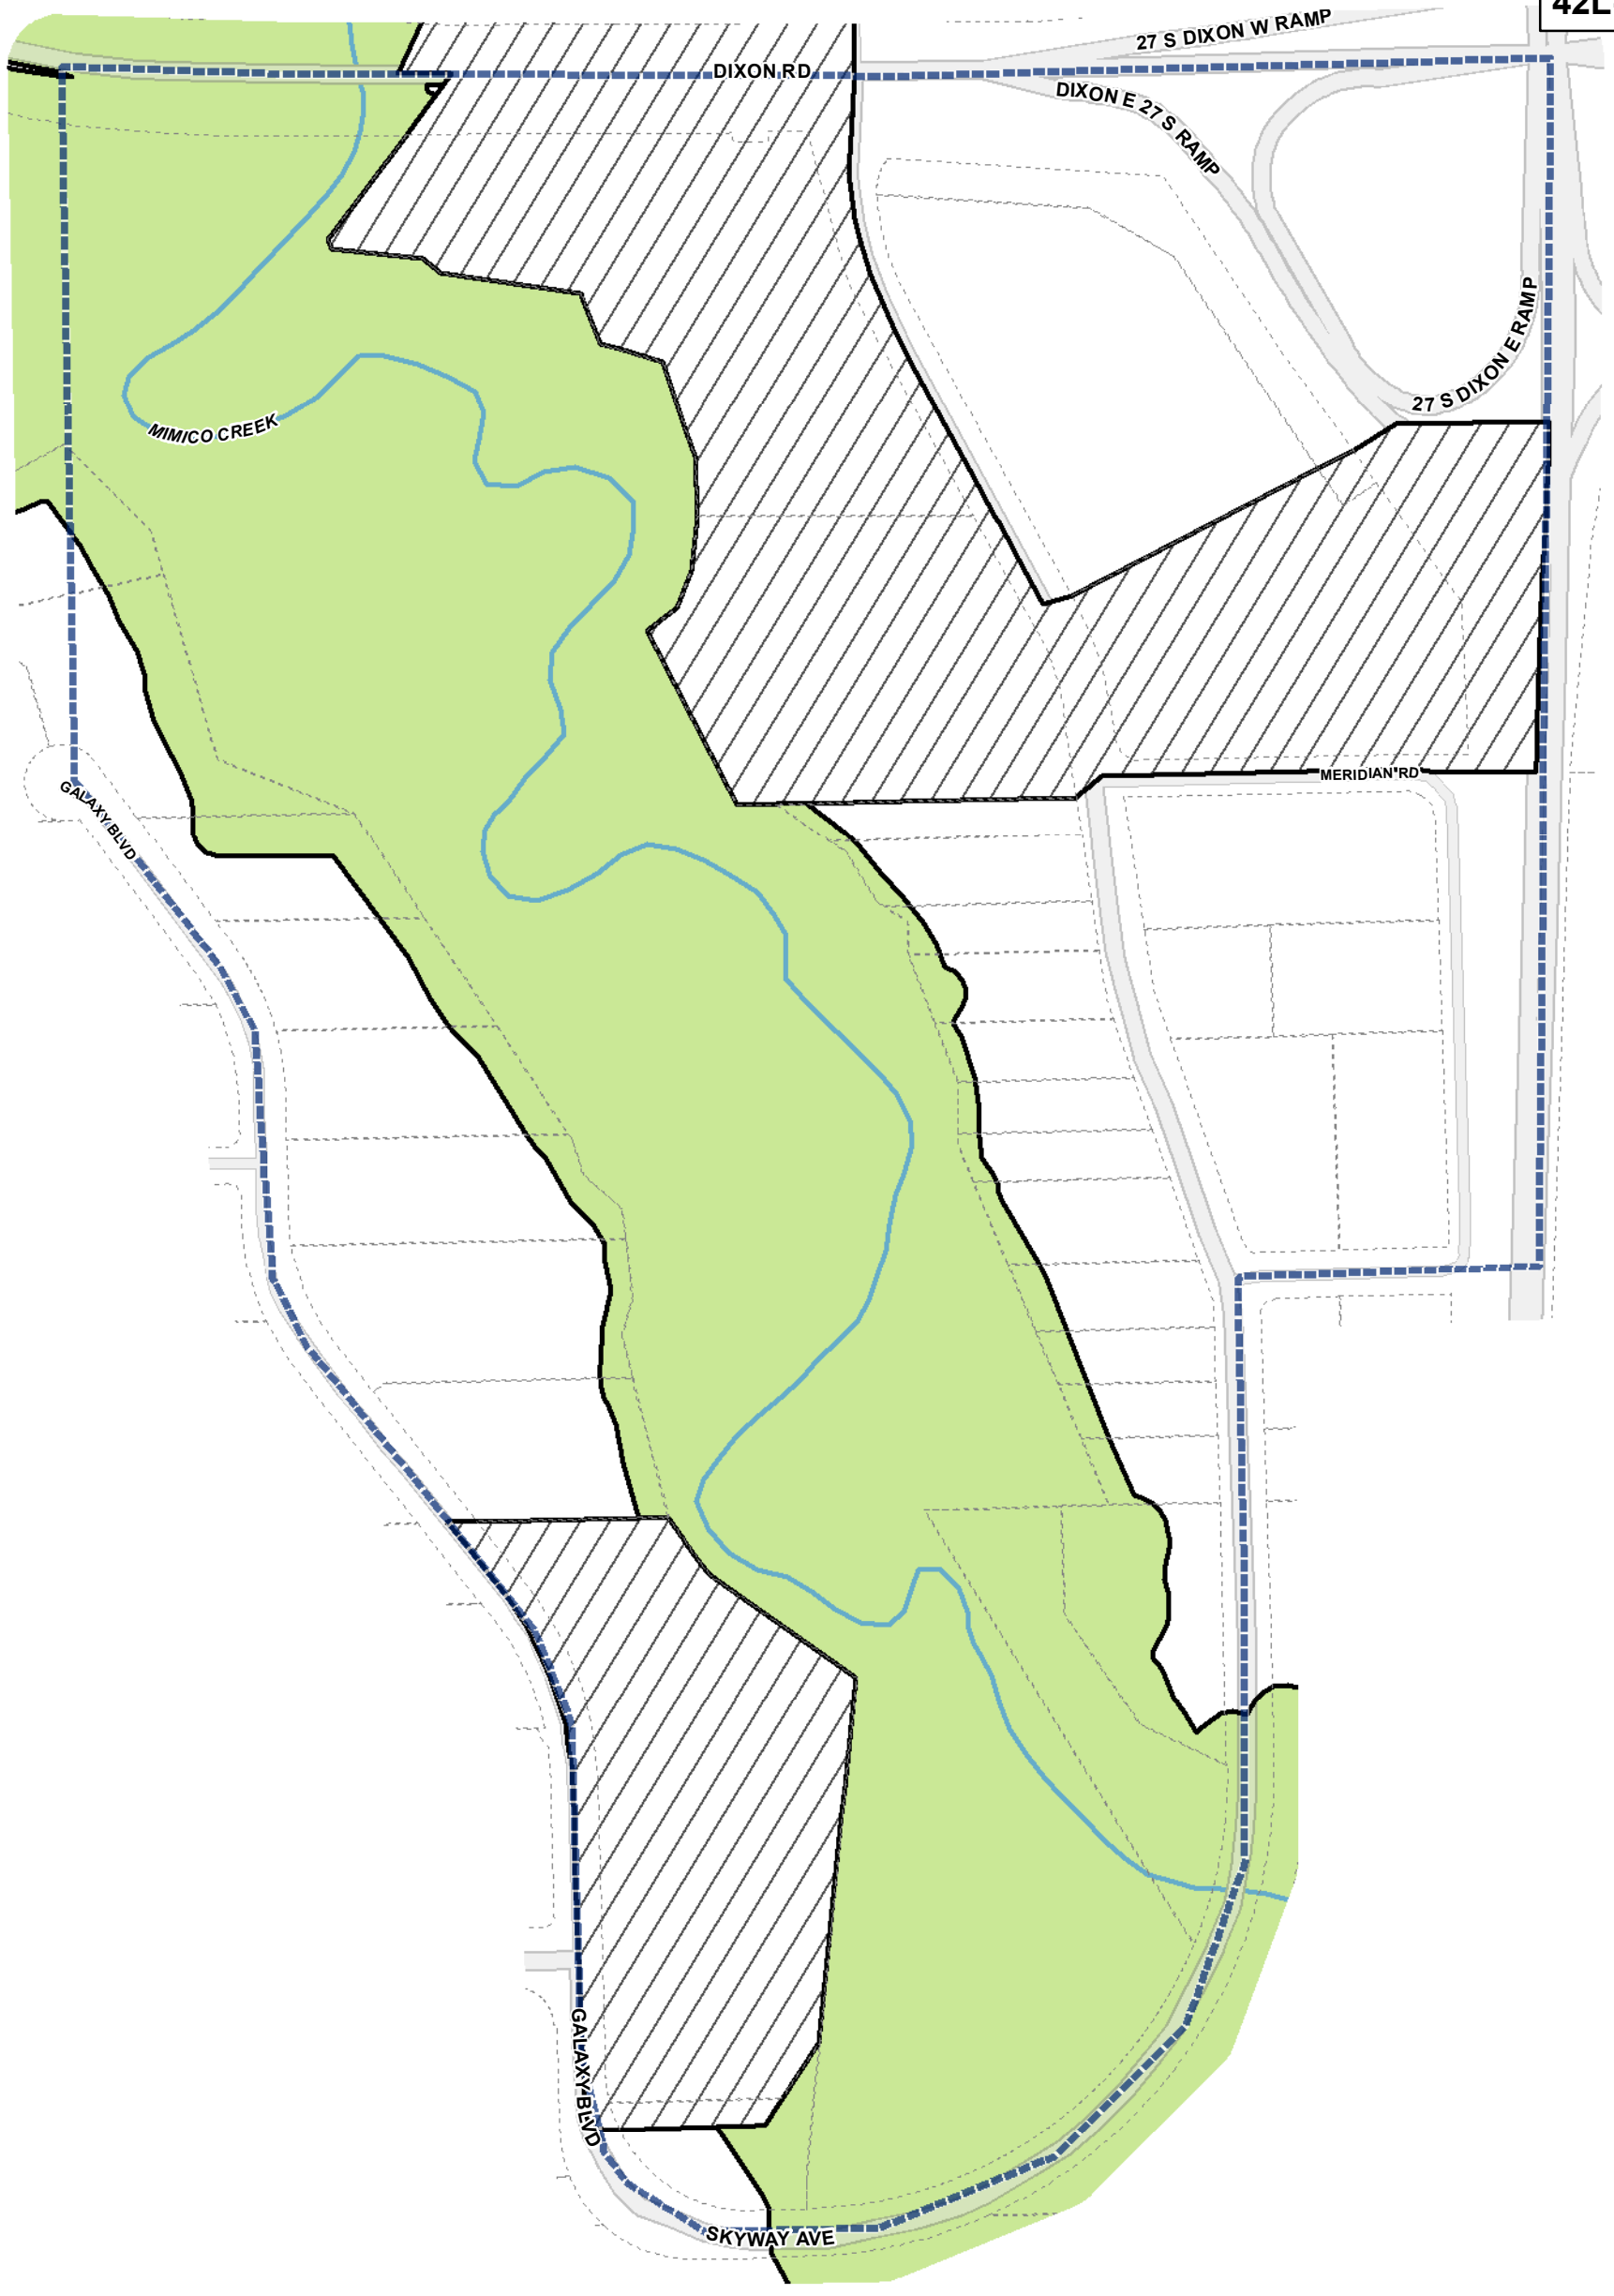 42L
27 S DIXON W RAMP
DIXON RD
DIXON E 27 S RAMP
27 S DIXON E RAMP
MIMICO CREEK
MERIDIAN RD
GALAXY BLVD
GALAXY BLVD
SKYWAY AVE